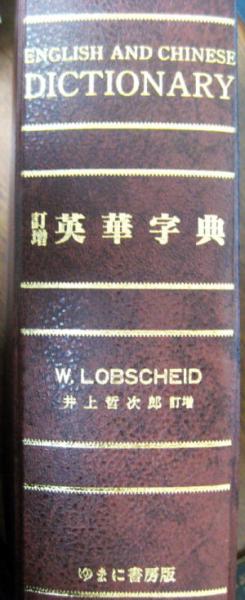 ENGLISH AND CHINESE
DICTIONARY
訂增 英華字典
W. LOBSCHEID
井上哲次郎 訂增
ゆまに書房版